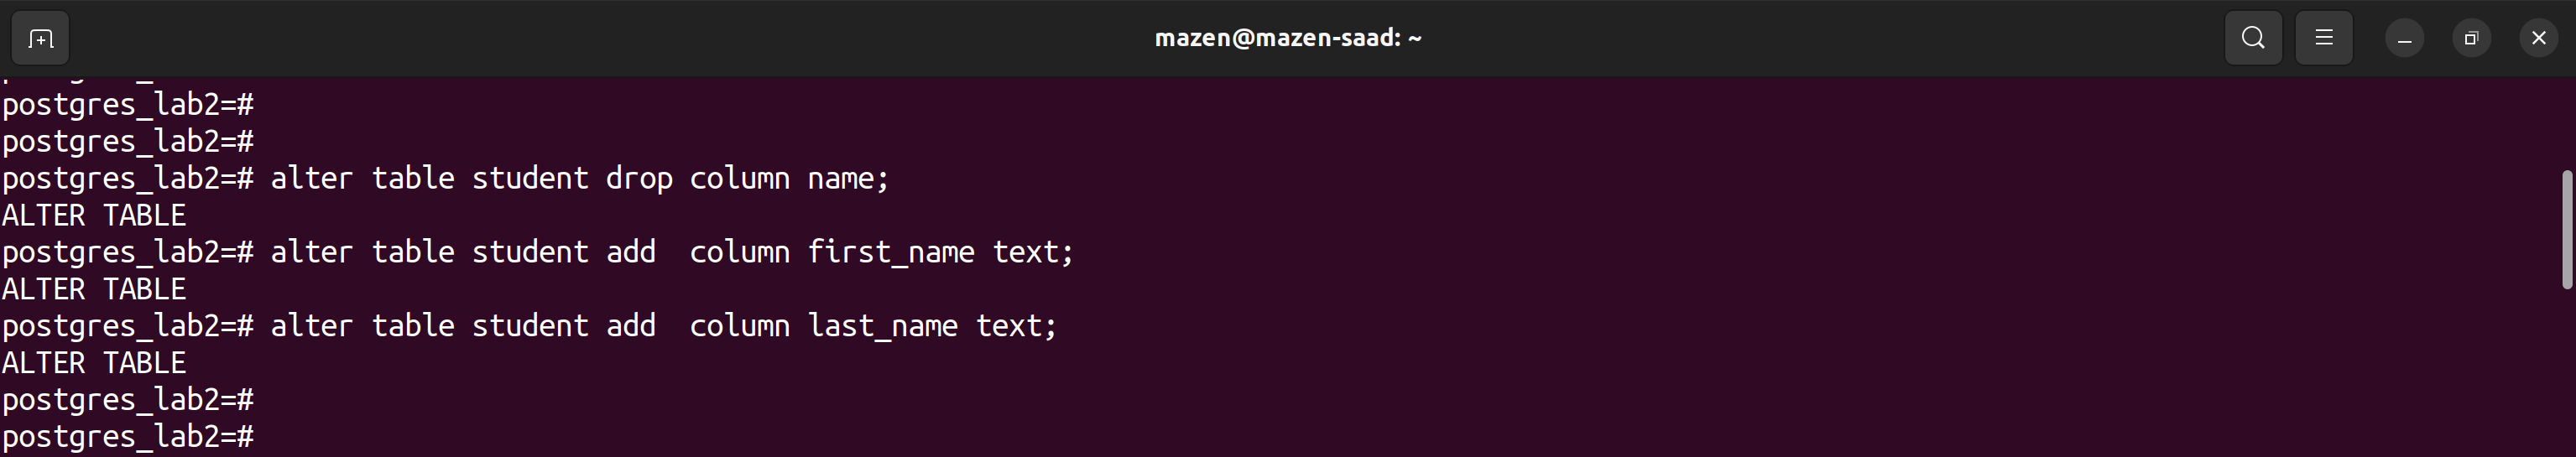 mazen@mazen-saad: ~
postgres_lab2=#
postgres_lab2=#
postgres_lab2=# alter table student drop column name;
ALTER TABLE
postgres_lab2=# alter table student add  column first_name text;
ALTER TABLE
postgres_lab2=# alter table student add  column last_name text;
ALTER TABLE
postgres_lab2=#
postgres_lab2=#